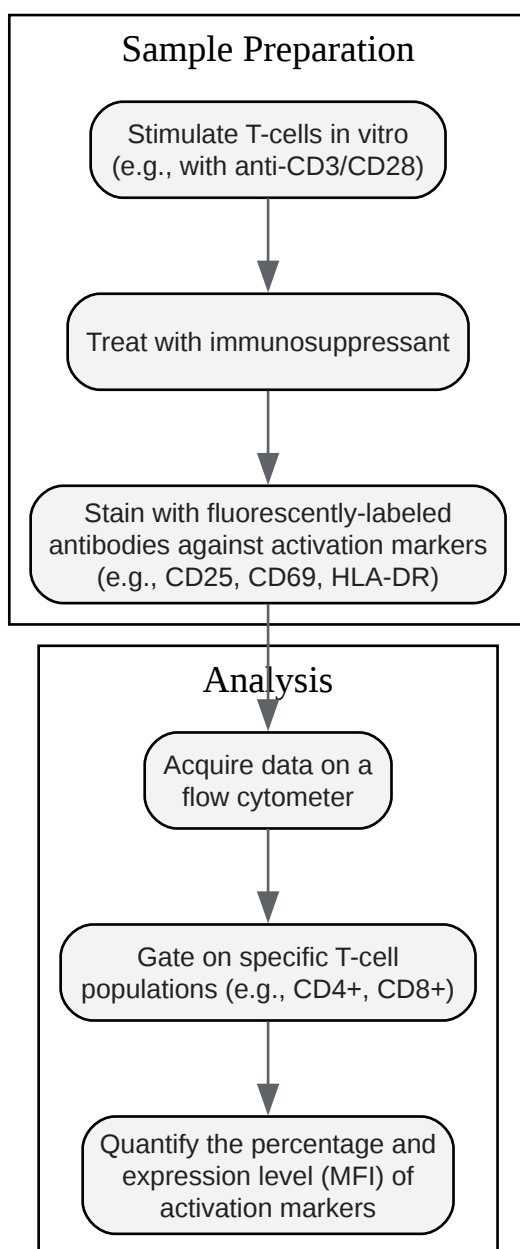 Sample Preparation
Stimulate T-cells in vitro
(e.g., with anti-CD3/CD28)
Treat with immunosuppressant
Stain with fluorescently-labeled
antibodies against activation markers
(e.g., CD25, CD69, HLA-DR)
Analysis
Acquire data on a
flow cytometer
Gate on specific T-cell
populations (e.g., CD4+, CD8+)
Quantify the percentage and
expression level (MFI) of
activation markers